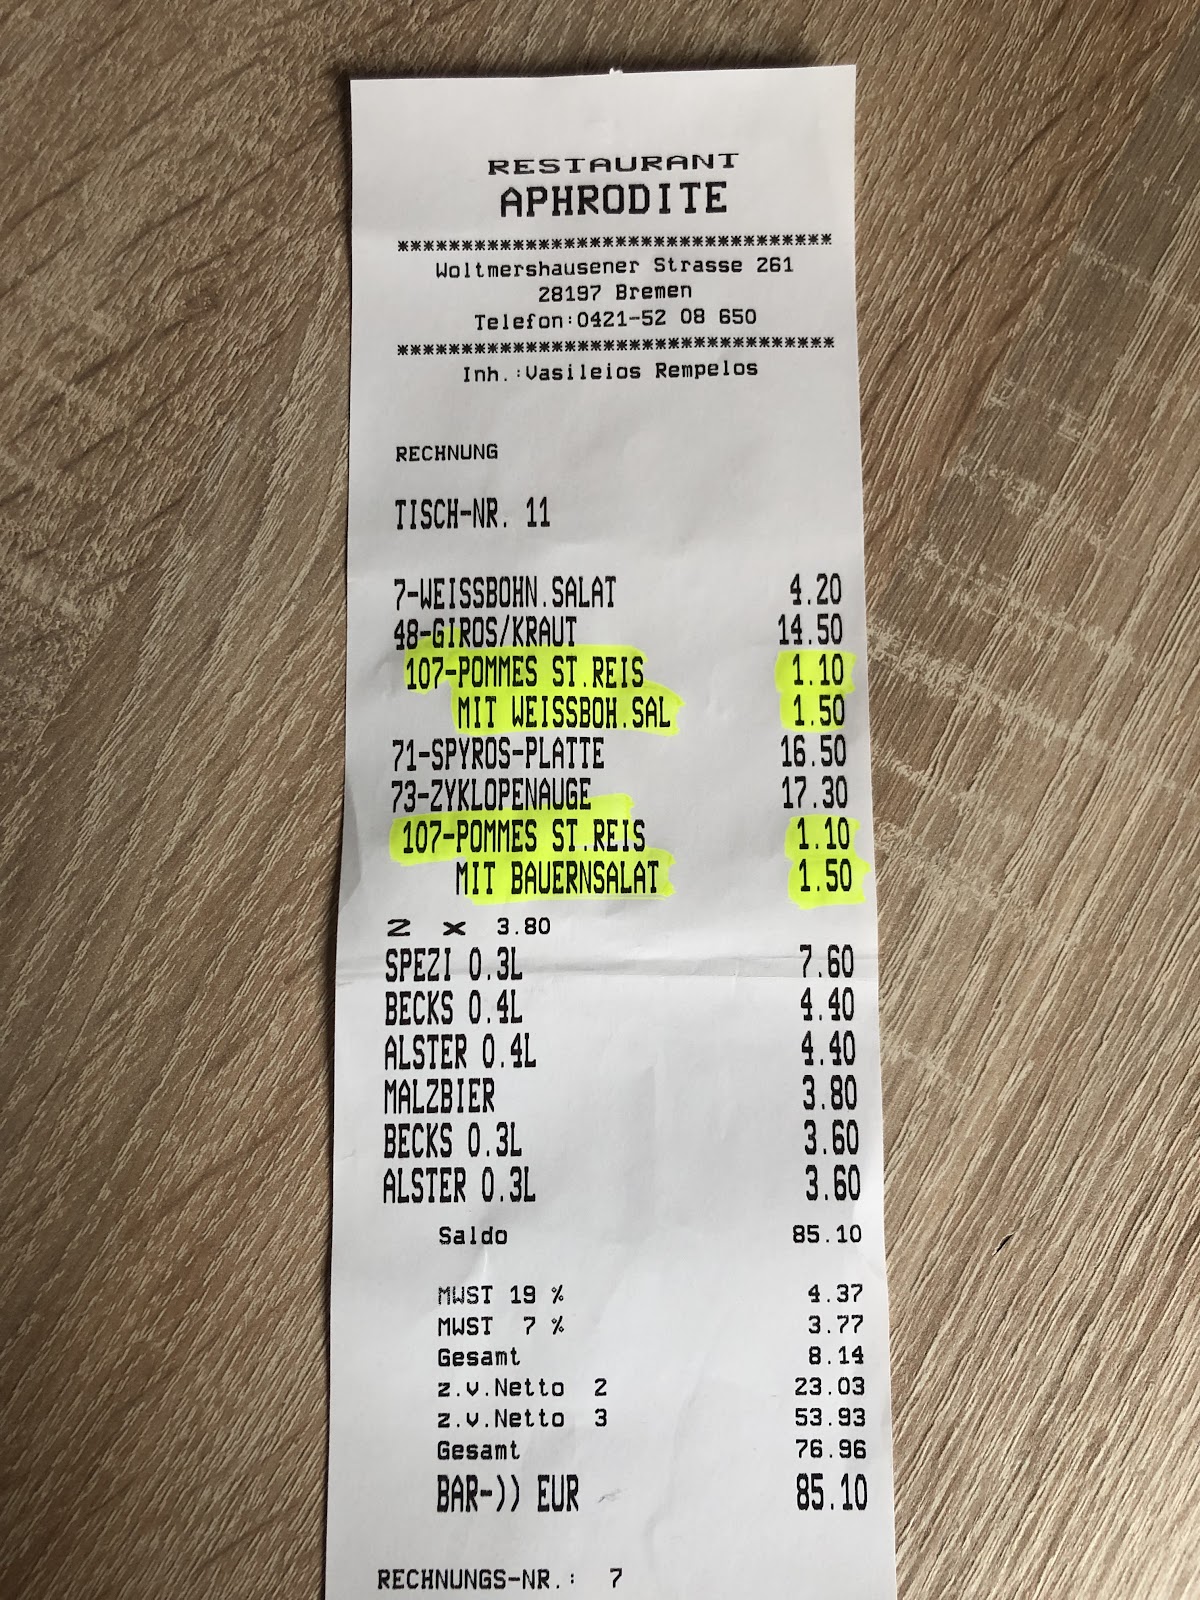 RESTAURANT
APHRODITE
**********************************
Woltmershausener Strasse 261
28197 Bremen
Telefon:0421-52 08 650
**********************************
Inh.:Vasileios Rempelos
RECHNUNG
TISCH-NR. 11
7-WEISSBOHN.SALAT 4.20
48-GIROS/KRAUT 14.50
107-POMMES ST.REIS 1.10
MIT WEISSBOH.SAL 1.50
71-SPYROS-PLATTE 16.50
73-ZYKLOPENAUGE 17.30
107-POMMES ST.REIS 1.10
MIT BAUERNSALAT 1.50
2 x 3.80
SPEZI 0.3L 7.60
BECKS 0.4L 4.40
ALSTER 0.4L 4.40
MALZBIER 3.80
BECKS 0.3L 3.60
ALSTER 0.3L 3.60
Saldo 85.10
MWST 19 % 4.37
MWST 7 % 3.77
Gesamt 8.14
z.v.Netto 2 23.03
z.v.Netto 3 53.93
Gesamt 76.96
BAR-)) EUR 85.10
RECHNUNGS-NR.: 7